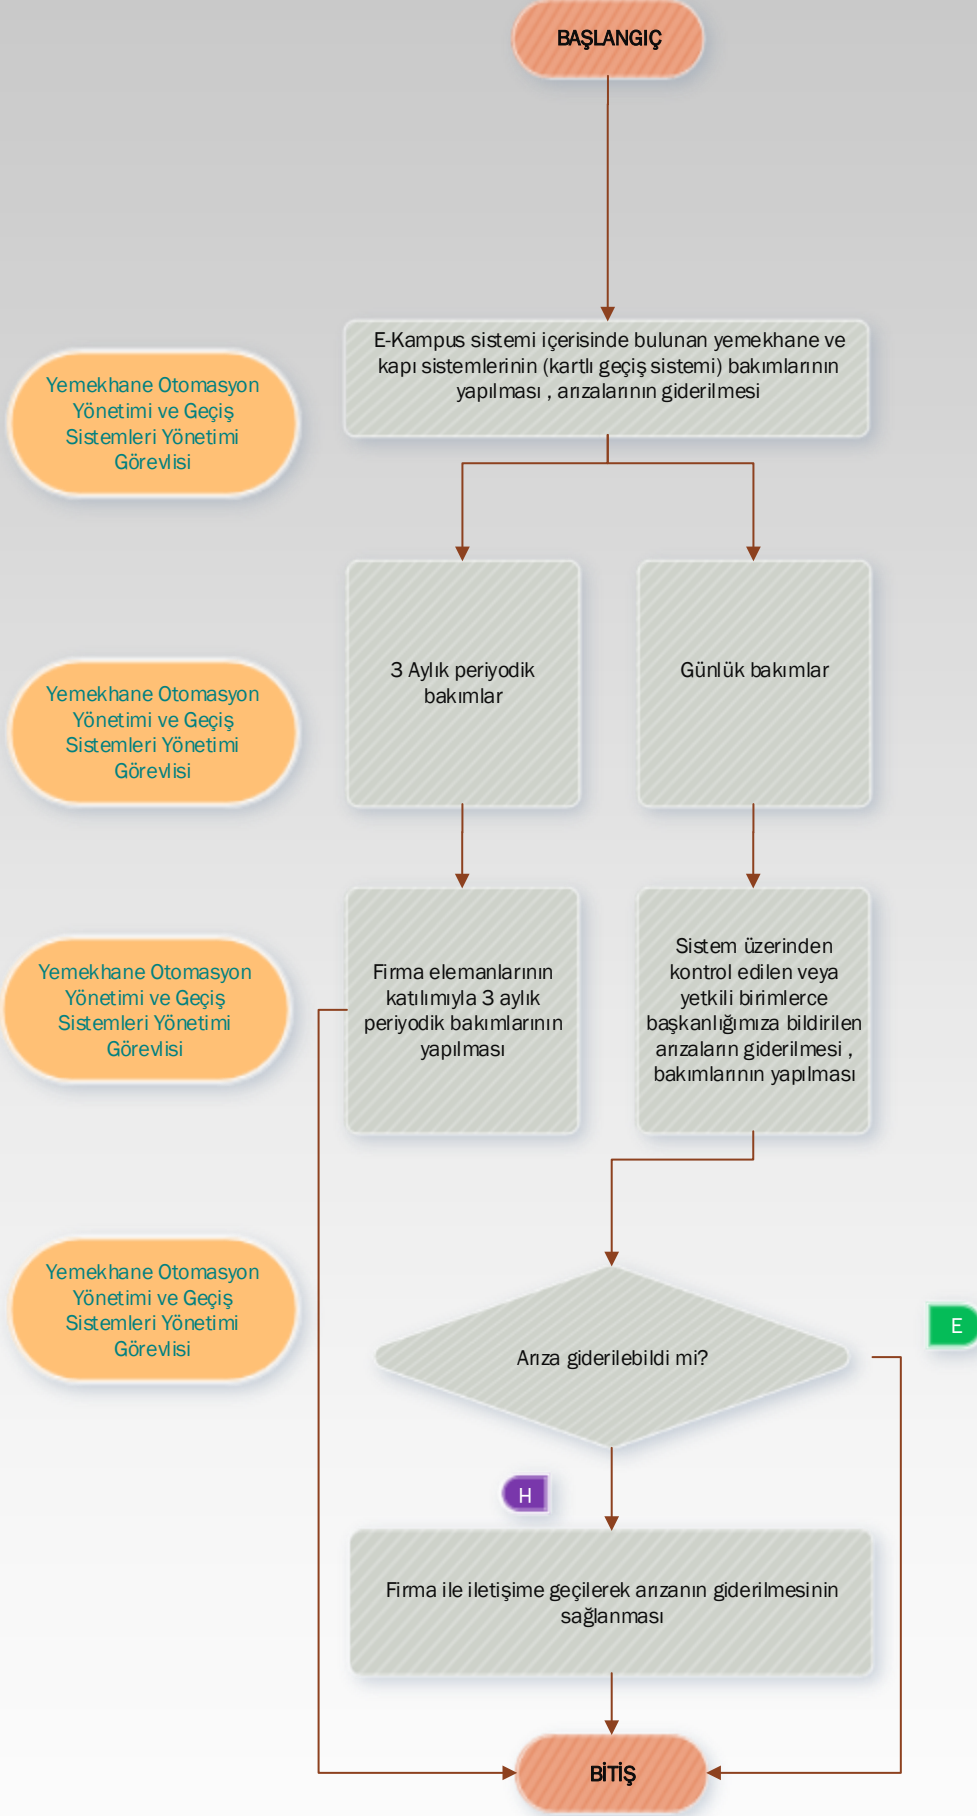 BAŞLANGIÇ
E-Kampus sistemi içerisinde bulunan yemekhane ve
kapı sistemlerinin (kartlı geçiş sistemi) bakımlarının
yapılması , arızalarının giderilmesi
Yemekhane Otomasyon
Yönetimi ve Geçiş
Sistemleri Yönetimi
Görevlisi
3 Aylık periyodik
bakımlar
Günlük bakımlar
Yemekhane Otomasyon
Yönetimi ve Geçiş
Sistemleri Yönetimi
Görevlisi
Firma elemanlarının
katılımıyla 3 aylık
periyodik bakımlarının
yapılması
Sistem üzerinden
kontrol edilen veya
yetkili birimlerce
başkanlığımıza bildirilen
arızaların giderilmesi ,
bakımlarının yapılması
Yemekhane Otomasyon
Yönetimi ve Geçiş
Sistemleri Yönetimi
Görevlisi
Yemekhane Otomasyon
Yönetimi ve Geçiş
Sistemleri Yönetimi
Görevlisi
Arıza giderilebildi mi?
E
H
Firma ile iletişime geçilerek arızanın giderilmesinin
sağlanması
BİTİŞ